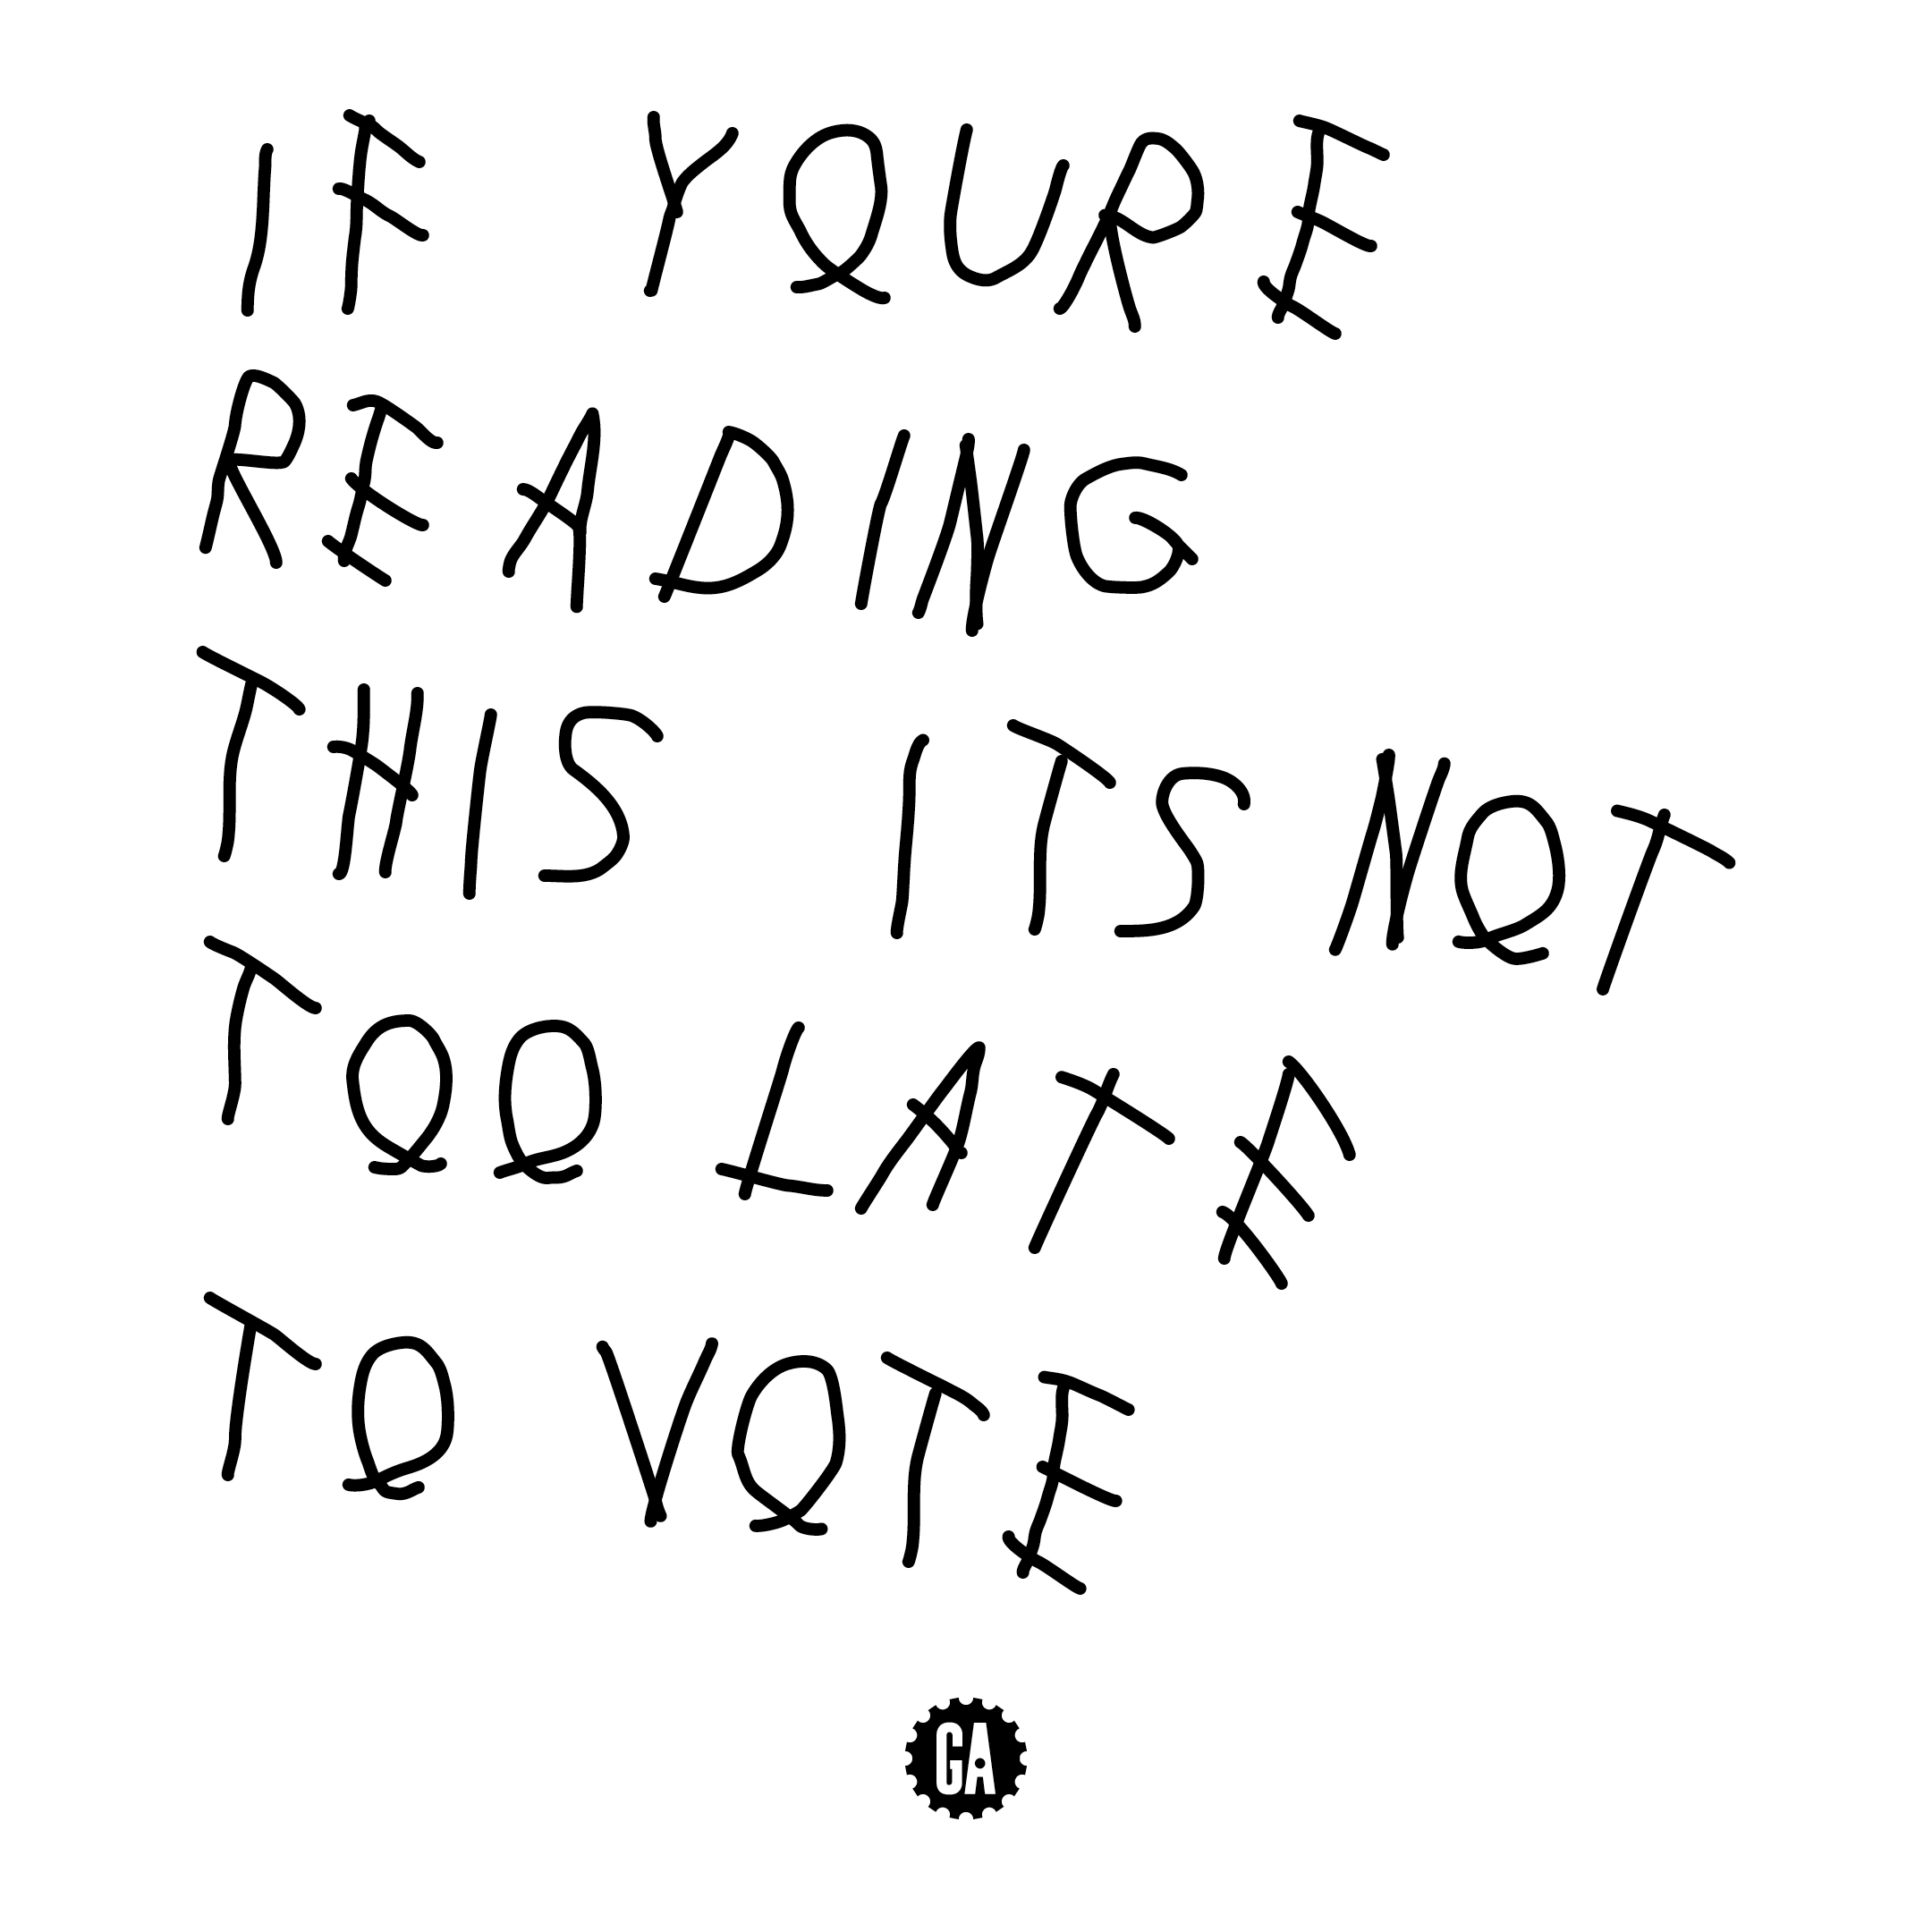 IF YOURE
READING
THIS ITS NOT
TOO LATE
TO VOTE
GA